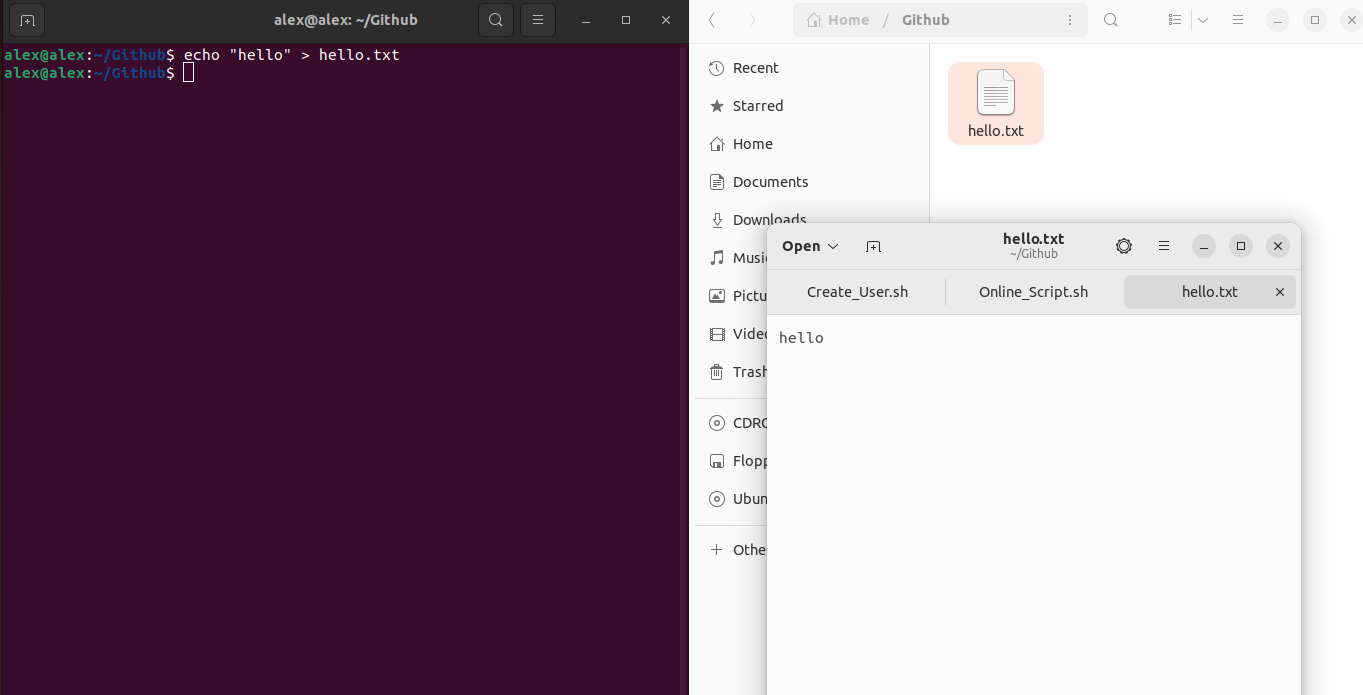 alex@alex: ~/Github
alex@alex:~/Github$ echo "hello" > hello.txt
alex@alex:~/Github$
Home / Github
Recent
Starred
Home
Documents
Downloads
Music
Pictu
Video
Trash
CDRO
Flopp
Ubun
Othe
hello.txt
Open
hello.txt
~/Github
Create_User.sh
Online_Script.sh
hello.txt
hello